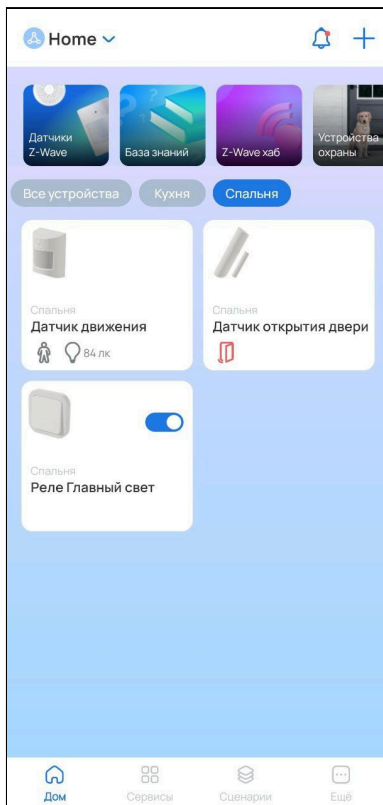 Home
Датчики
Z-Wave
База знаний
Z-Wave хаб
Устройства
охраны
Все устройства
Кухня
Спальня
Спальня
Датчик движения
84 лк
Спальня
Датчик открытия двери
Спальня
Реле Главный свет
Дом
Сервисы
Сценарии
Ещё